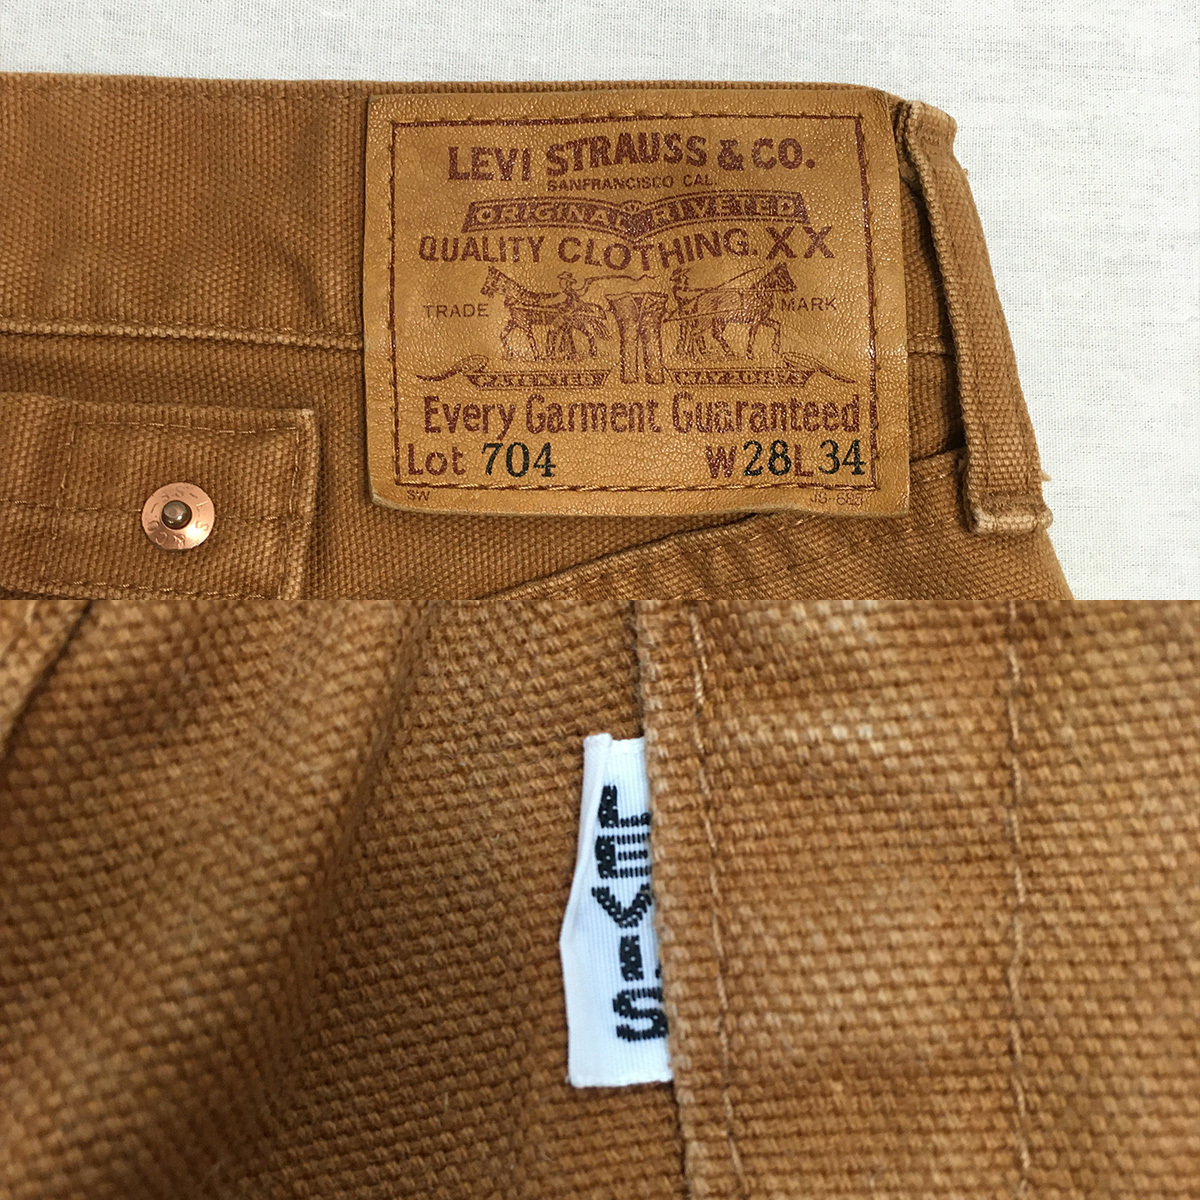 LEVI STRAUSS & CO.
SANFRANCISCO CAL
ORIGINAL RIVETED
QUALITY CLOTHING. XX
TRADE MARK
PATENTED
Every Garment Guaranteed
Lot 704 W28L34
SW